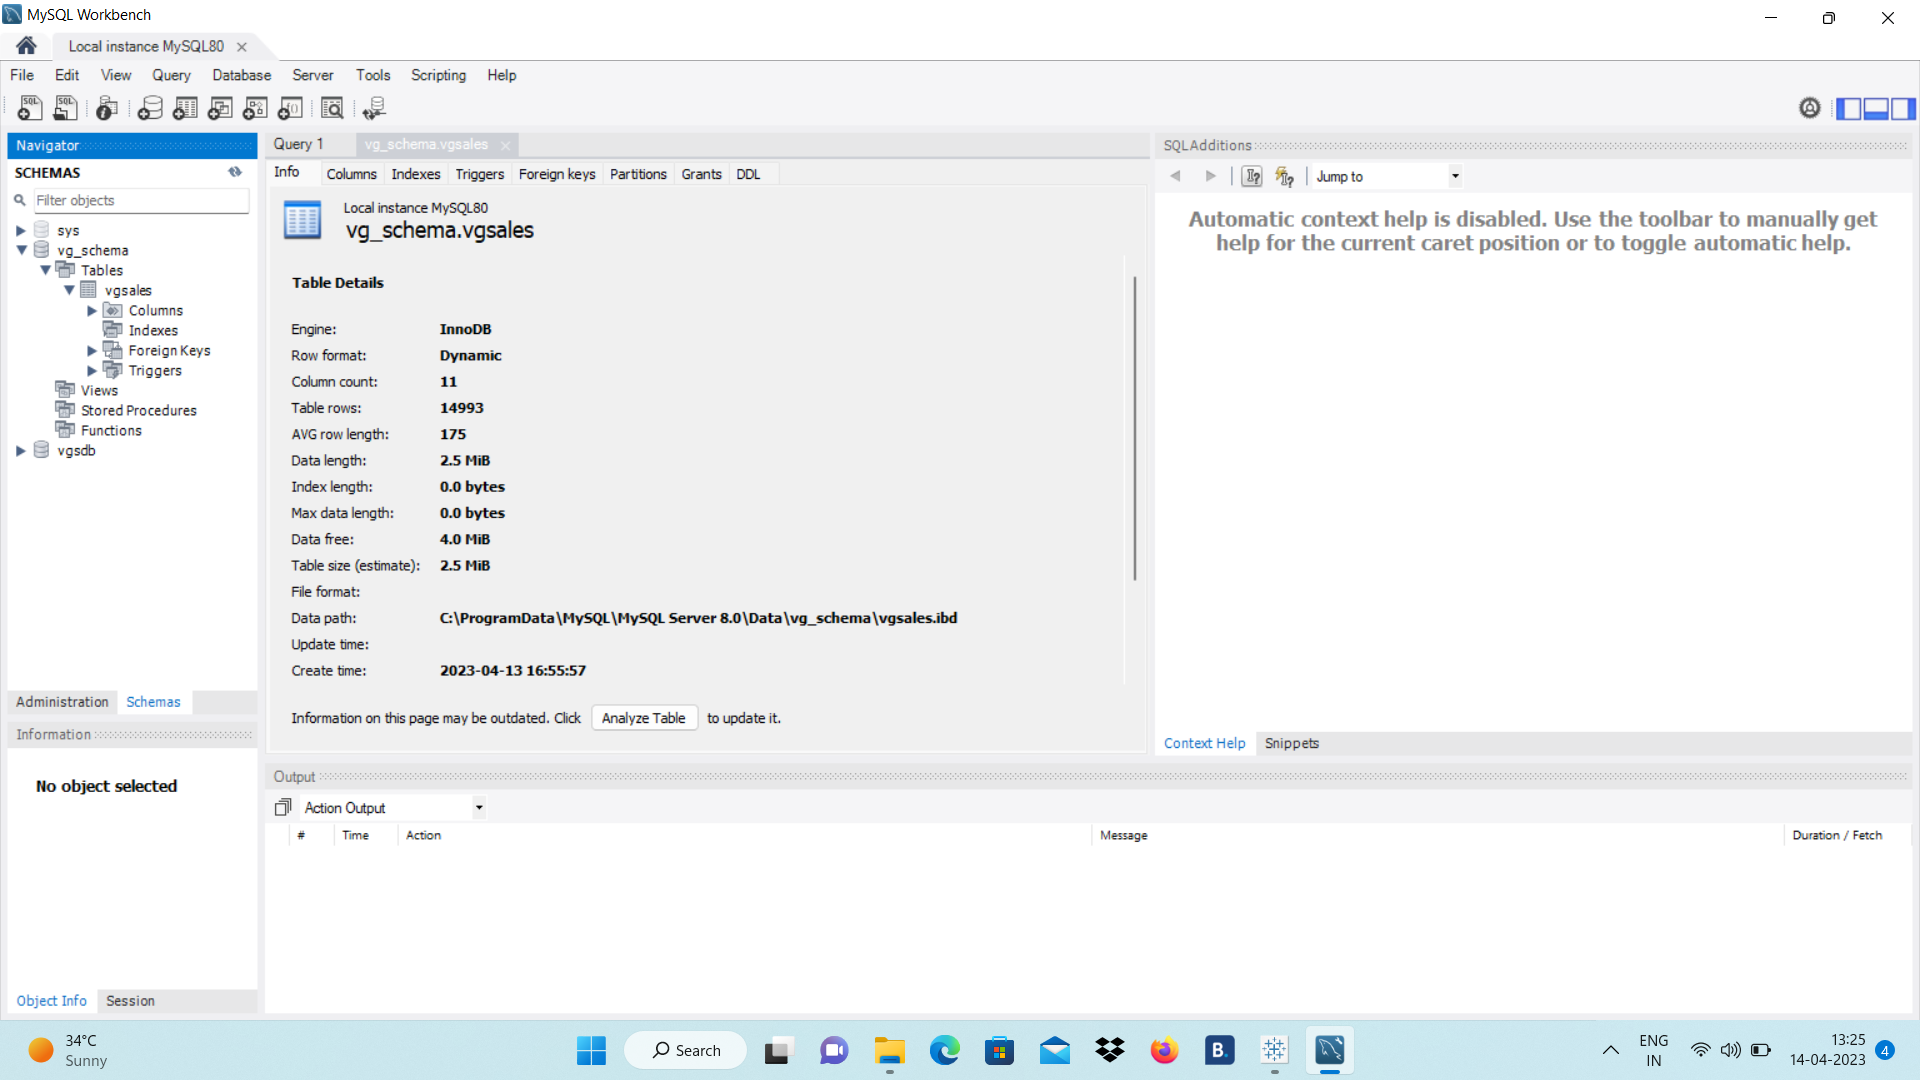 MySQL Workbench
Local instance MySQL80
File Edit View Query Database Server Tools Scripting Help
Navigator
SCHEMAS
Filter objects
sys
vg_schema
Tables
vgsales
Columns
Indexes
Foreign Keys
Triggers
Views
Stored Procedures
Functions
vgsdb
Administration Schemas
Information
No object selected
Object Info Session
Query 1 vg_schema.vgsales
Info Columns Indexes Triggers Foreign keys Partitions Grants DDL
Local instance MySQL80
vg_schema.vgsales
Table Details
Engine: InnoDB
Row format: Dynamic
Column count: 11
Table rows: 14993
AVG row length: 175
Data length: 2.5 MiB
Index length: 0.0 bytes
Max data length: 0.0 bytes
Data free: 4.0 MiB
Table size (estimate): 2.5 MiB
File format:
Data path: C:\ProgramData\MySQL\MySQL Server 8.0\Data\vg_schema\vgsales.ibd
Update time:
Create time: 2023-04-13 16:55:57
Information on this page may be outdated. Click Analyze Table to update it.
SQLAdditions
Jump to
Automatic context help is disabled. Use the toolbar to manually get
help for the current caret position or to toggle automatic help.
Context Help Snippets
Output
Action Output
# Time Action Message Duration / Fetch
34°C
Sunny
Search
B.
ENG
IN
13:25
14-04-2023
4